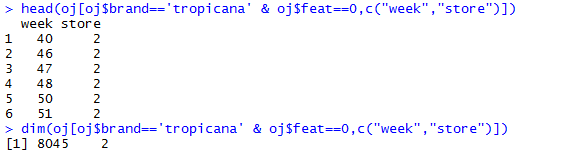 > head(oj[oj$brand=='tropicana' & oj$feat==0,c("week","store")])
  week store
1   40     2
2   46     2
3   47     2
4   48     2
5   50     2
6   51     2
> dim(oj[oj$brand=='tropicana' & oj$feat==0,c("week","store")])
[1] 8045    2